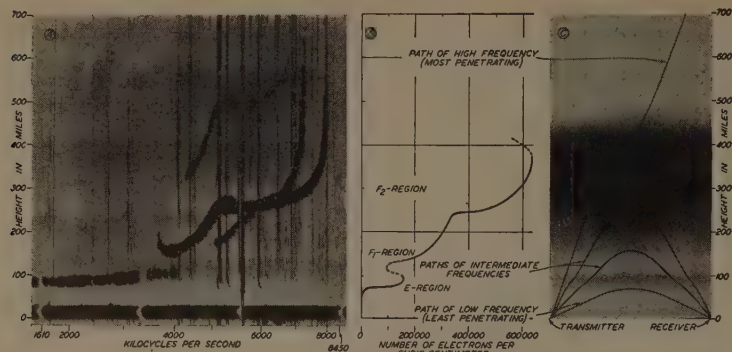 A
700
600
500
400
300
200
100
0
HEIGHT IN MILES
1610 2000 4000 6000 8000
8450
KILOCYCLES PER SECOND
F2-REGION
F1-REGION
E-REGION
0 200000 400000 600000
NUMBER OF ELECTRONS PER
C
PATH OF HIGH FREQUENCY
(MOST PENETRATING)
PATHS OF INTERMEDIATE
FREQUENCIES
PATH OF LOW FREQUENCY
(LEAST PENETRATING)
TRANSMITTER RECEIVER
700
600
500
400
300
200
100
0
HEIGHT IN MILES